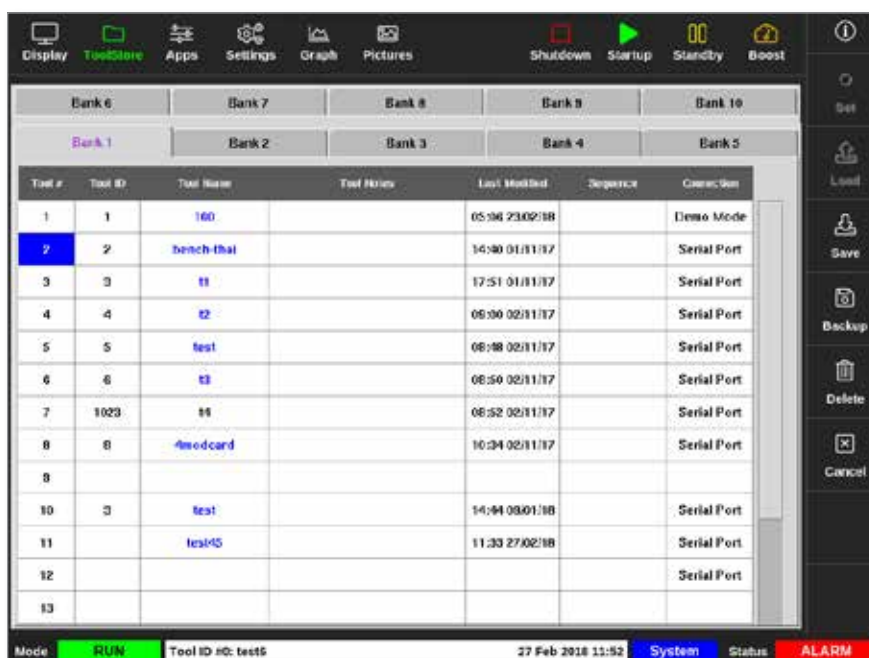 Display ToolStore Apps Settings Graph Pictures Shutdown Startup Standby Boost
Set
Load
Save
Backup
Delete
Cancel
Bank 6 Bank 7 Bank 8 Bank 9 Bank 10
Bank 1 Bank 2 Bank 3 Bank 4 Bank 5
Tool # Tool ID Tool Name Tool Notes Last Modified Sequence Connection
1 1 160 05:06 23/02/18 Demo Mode
2 2 bench-thai 14:40 01/11/17 Serial Port
3 3 t1 17:51 01/11/17 Serial Port
4 4 t2 08:00 02/11/17 Serial Port
5 5 test 08:48 02/11/17 Serial Port
6 6 t3 08:50 02/11/17 Serial Port
7 1023 t4 08:52 02/11/17 Serial Port
8 8 4modcard 10:34 02/11/17 Serial Port
9
10 3 test 14:44 Serial Port
11 test45 11:33 27/02/18 Serial Port
12 Serial Port
13
Mode RUN Tool ID #0: test6 27 Feb 2018 11:52 System Status ALARM